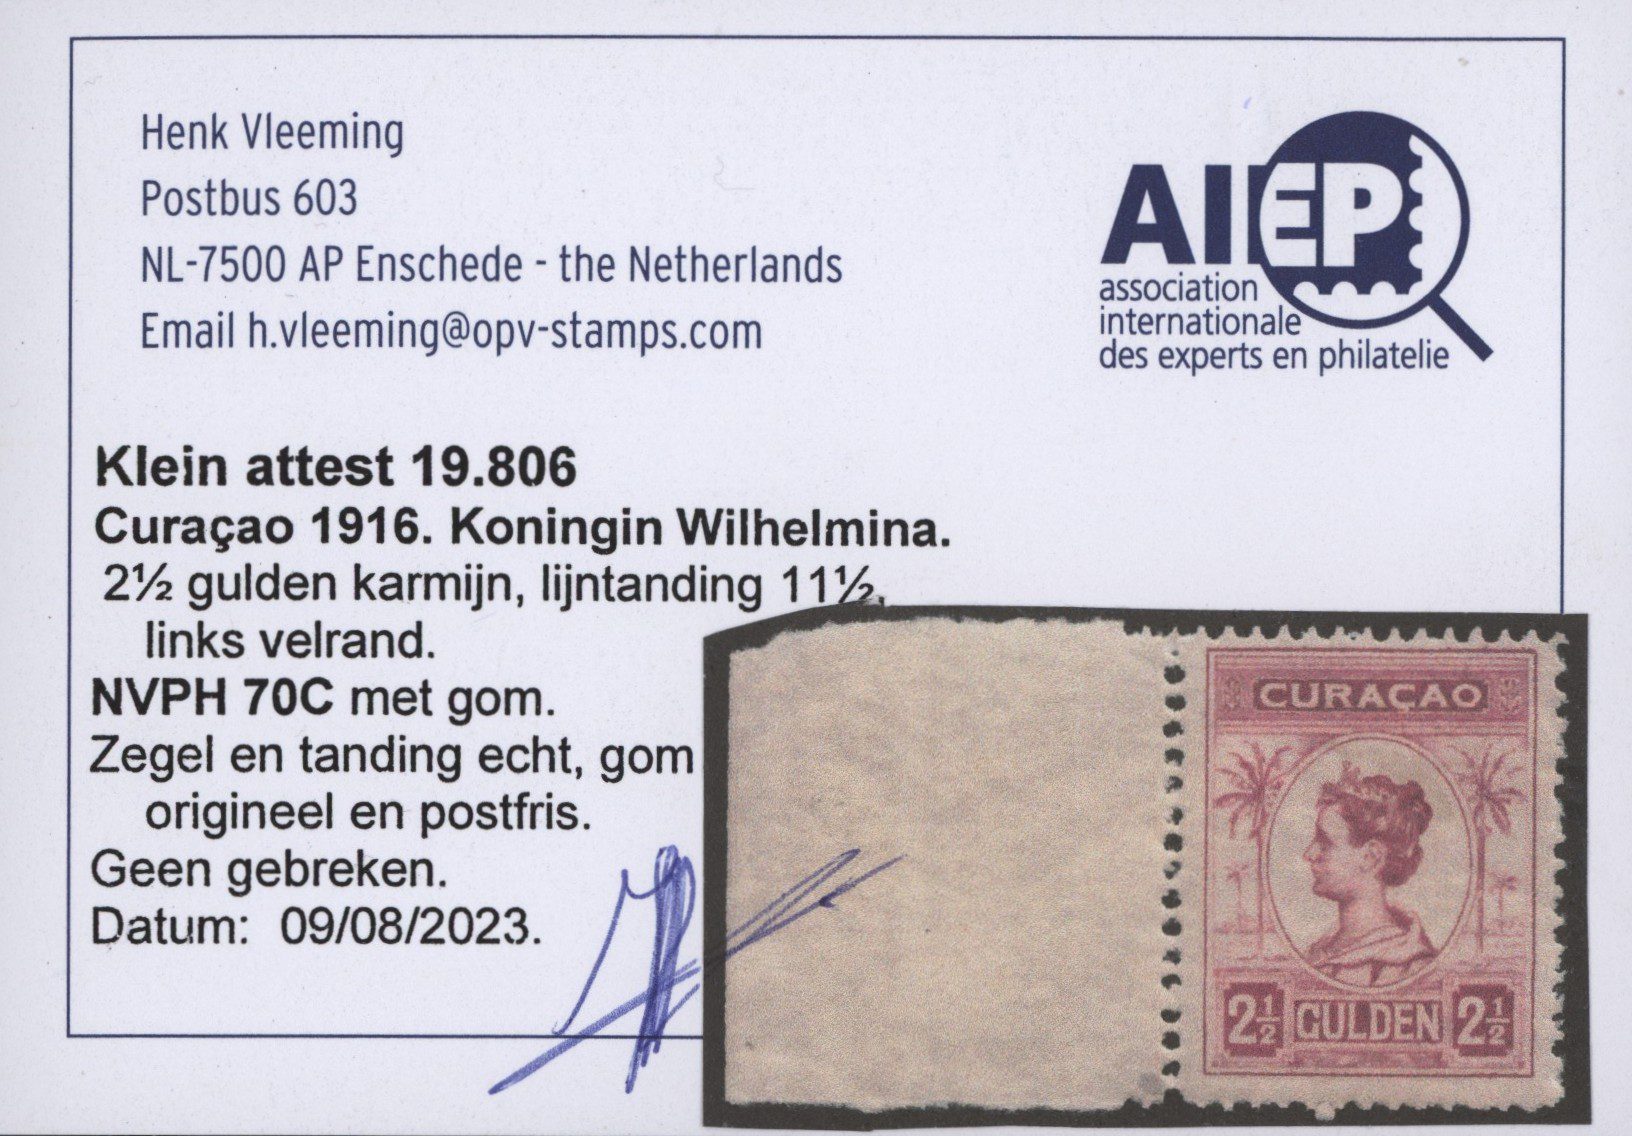 Henk Vleeming
Postbus 603
NL-7500 AP Enschede - the Netherlands
Email h.vleeming@opv-stamps.com
AIEP
association
internationale
des experts en philatelie
Klein attest 19.806
Curaçao 1916. Koningin Wilhelmina.
2½ gulden karmijn, lijntanding 11½,
links velrand.
NVPH 70C met gom.
Zegel en tanding echt, gom
origineel en postfris.
Geen gebreken.
Datum: 09/08/2023.
CURAÇAO
2½ GULDEN 2½